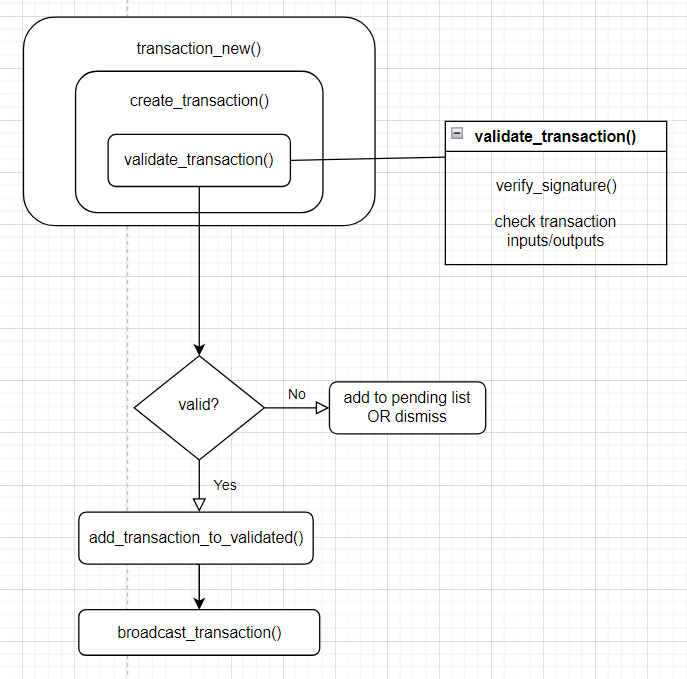 transaction_new()
create_transaction()
validate_transaction()
validate_transaction()
verify_signature()
check transaction
inputs/outputs
valid?
No
add to pending list
OR dismiss
Yes
add_transaction_to_validated()
broadcast_transaction()